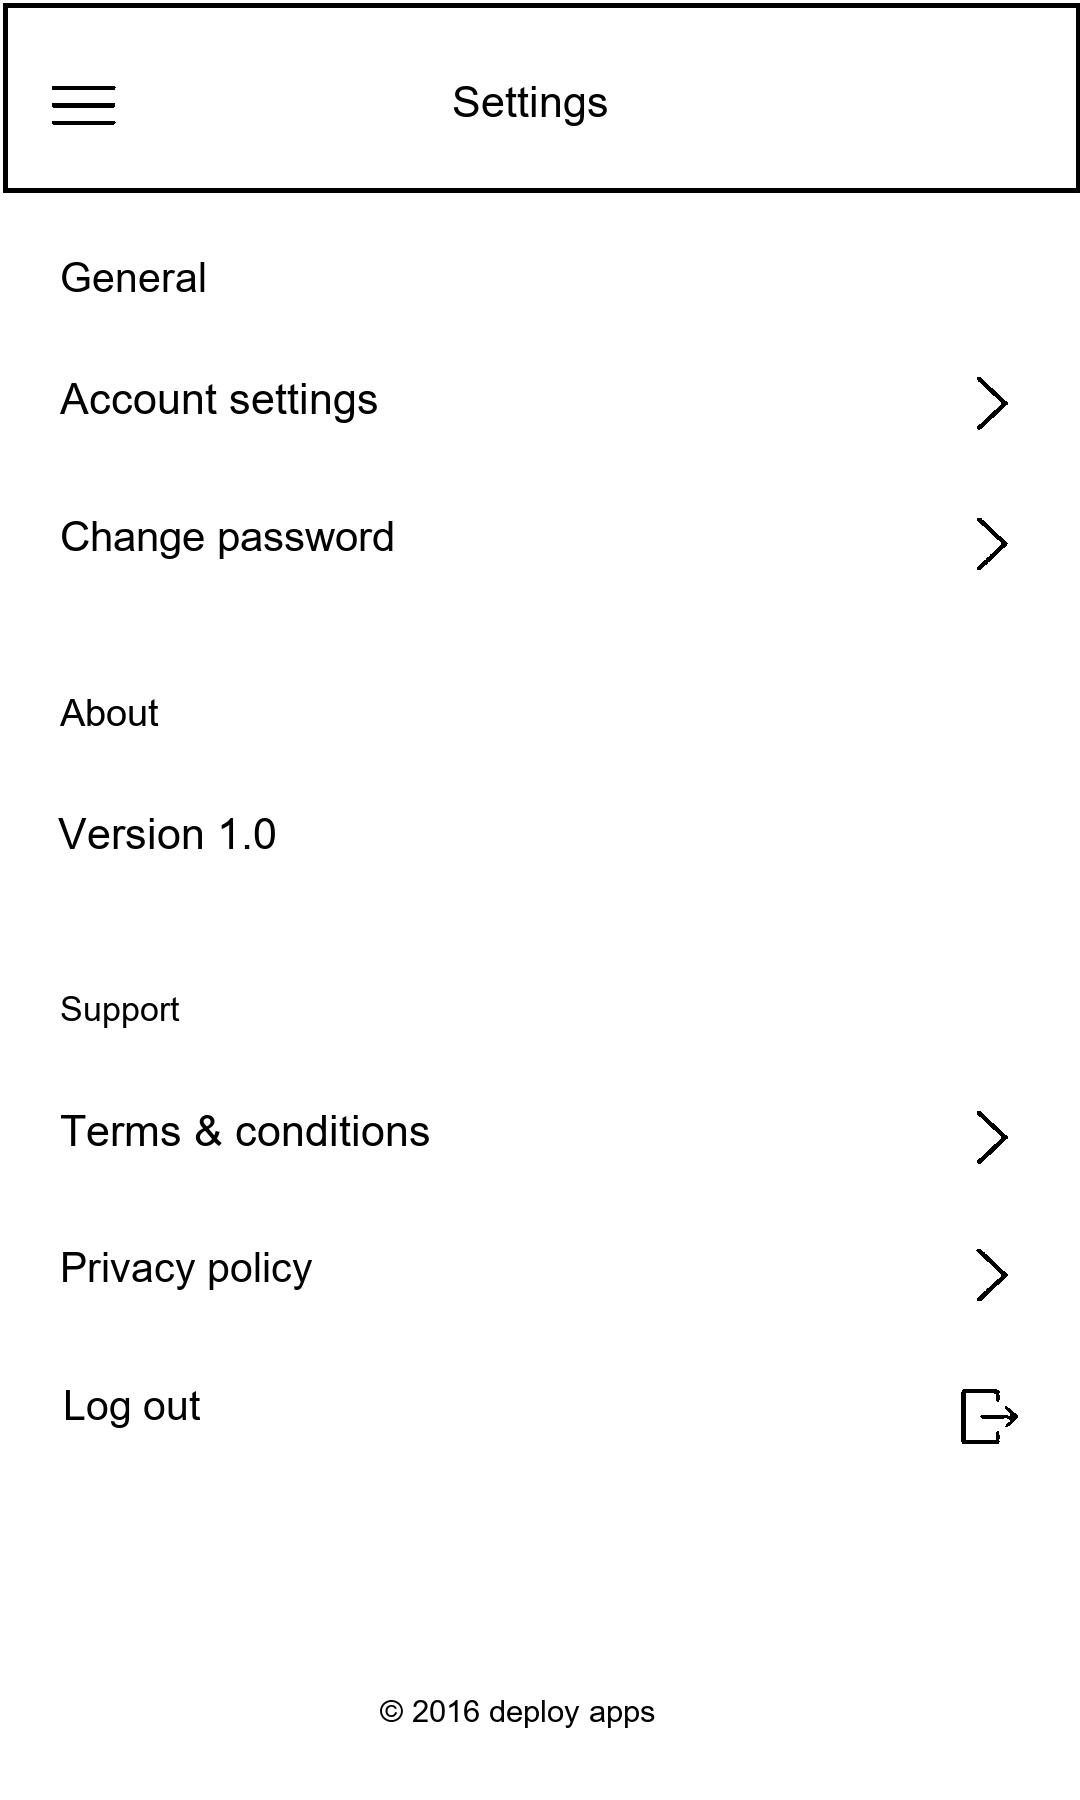 Settings
General
Account settings
Change password
About
Version 1.0
Support
Terms & conditions
Privacy policy
Log out
© 2016 deploy apps